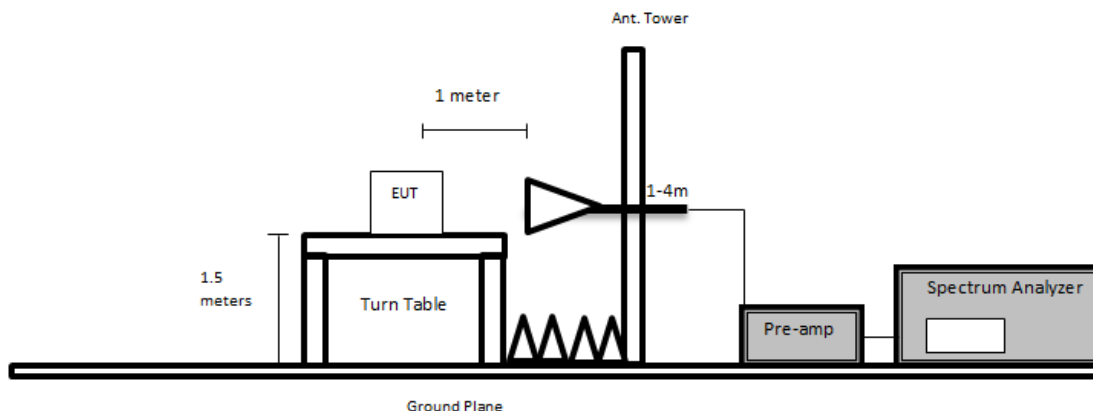 Ant. Tower
1 meter
EUT
1-4m
1.5
meters
Turn Table
Spectrum Analyzer
Pre-amp
Ground Plane